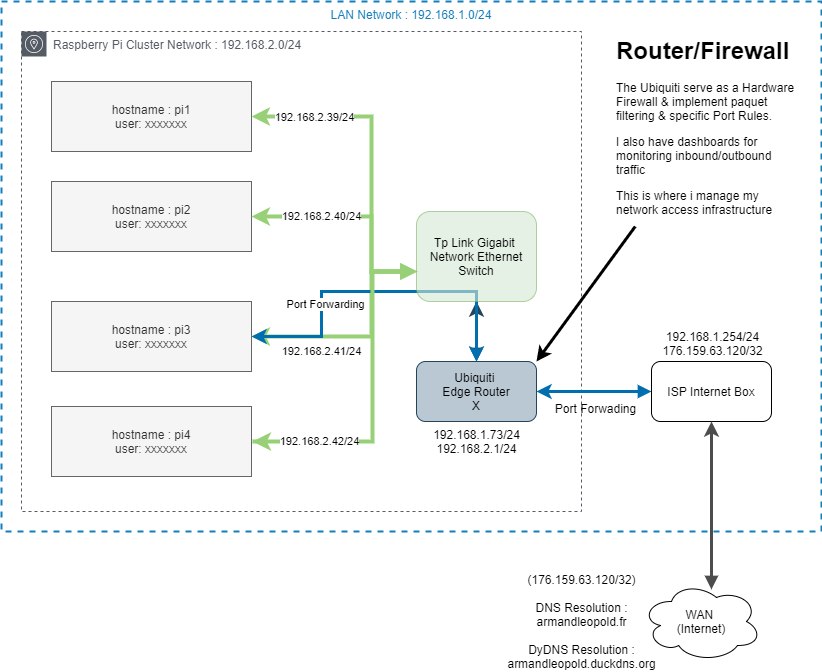 LAN Network : 192.168.1.0/24
Raspberry Pi Cluster Network : 192.168.2.0/24
Router/Firewall
The Ubiquiti serve as a Hardware
Firewall & implement paquet
filtering & specific Port Rules.
I also have dashboards for
monitoring inbound/outbound
traffic
This is where i manage my
network access infrastructure
hostname : pi1
user: xxxxxxx
192.168.2.39/24
hostname : pi2
user: xxxxxxx
192.168.2.40/24
Tp Link Gigabit
Network Ethernet
Switch
Port Forwarding
hostname : pi3
user: xxxxxxx
192.168.2.41/24
192.168.1.254/24
176.159.63.120/32
Ubiquiti
Edge Router
X
ISP Internet Box
Port Forwading
hostname : pi4
user: xxxxxxx
192.168.2.42/24
192.168.1.73/24
192.168.2.1/24
(176.159.63.120/32)
DNS Resolution :
armandleopold.fr
DyDNS Resolution :
armandleopold.duckdns.org
WAN
(Internet)